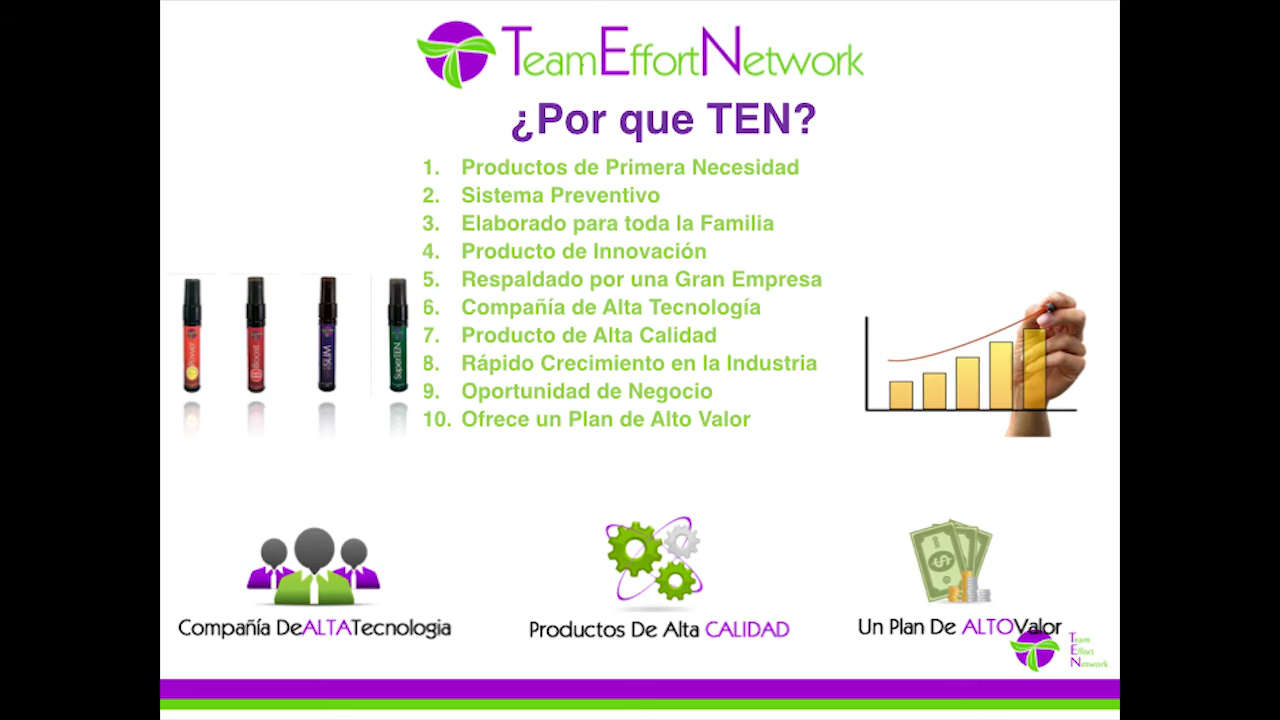 TeamEffortNetwork
¿Por que TEN?
1. Productos de Primera Necesidad
2. Sistema Preventivo
3. Elaborado para toda la Familia
4. Producto de Innovación
5. Respaldado por una Gran Empresa
6. Compañía de Alta Tecnología
7. Producto de Alta Calidad
8. Rápido Crecimiento en la Industria
9. Oportunidad de Negocio
10. Ofrece un Plan de Alto Valor
Boost
SLIM
SuperTEN
Compañía DeALTATecnologia
Productos De Alta CALIDAD
Un Plan De ALTOValor
Team
Effort
Network